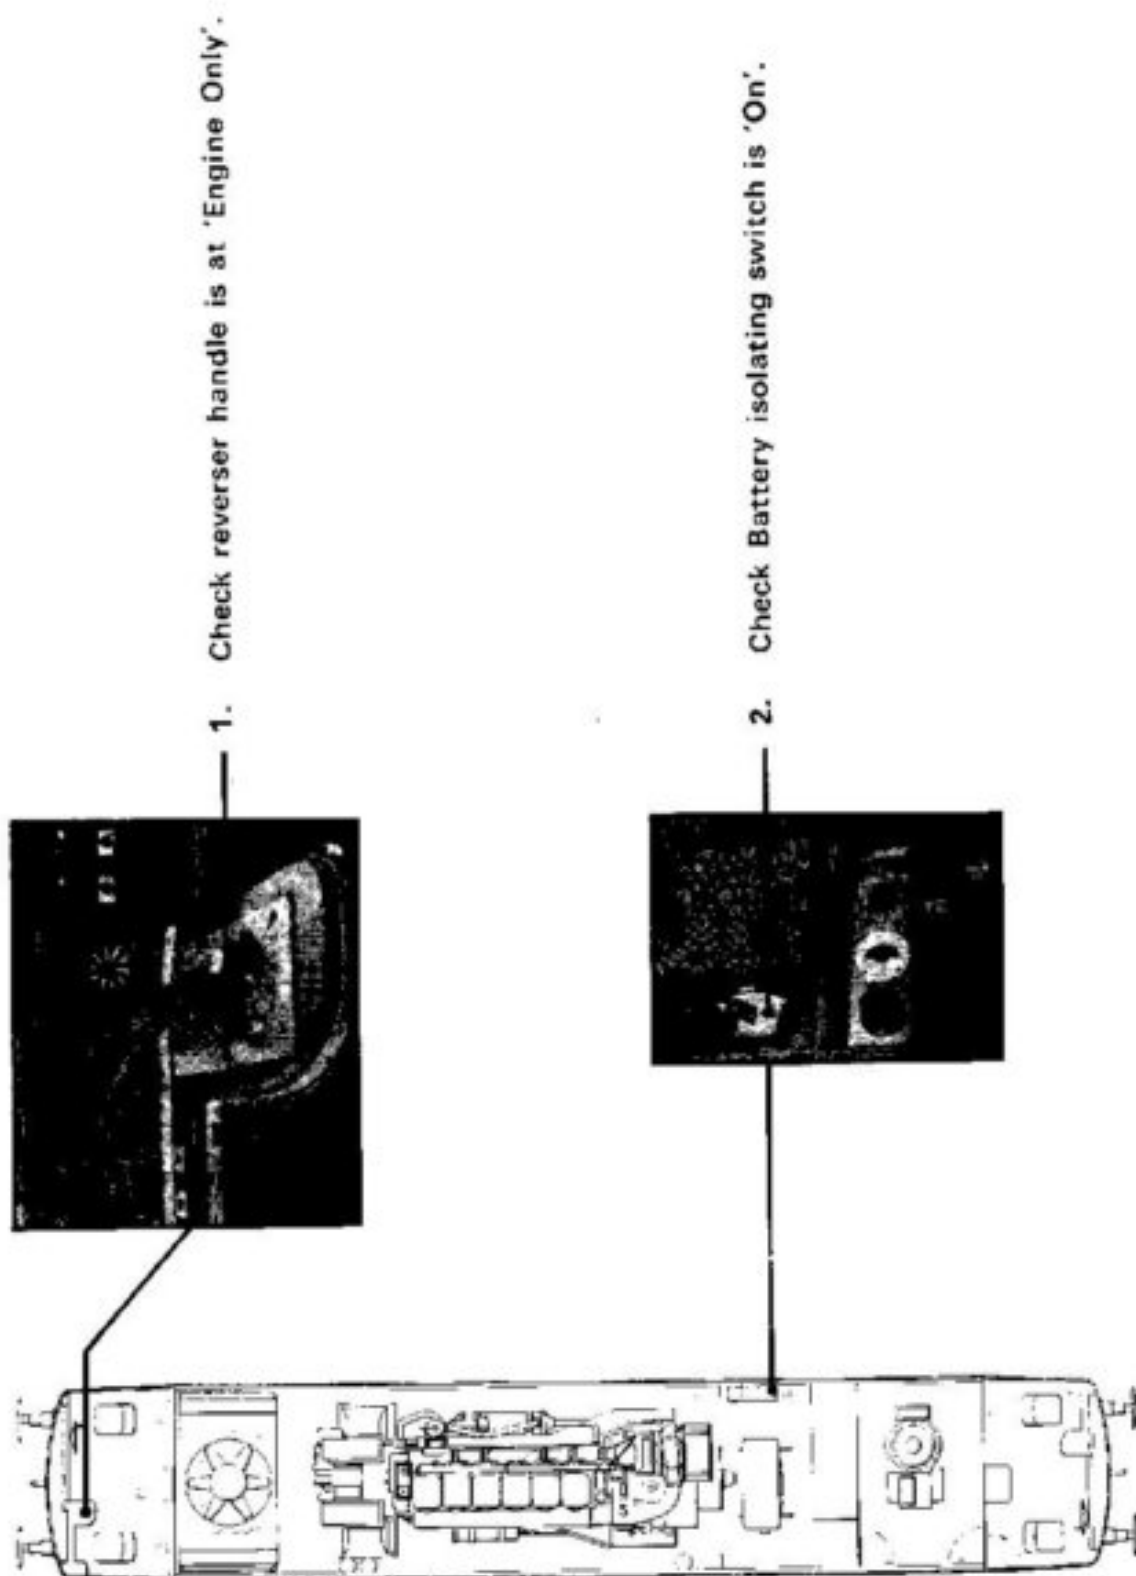 1. Check reverser handle is at 'Engine Only'.
2. Check Battery isolating switch is 'On'.